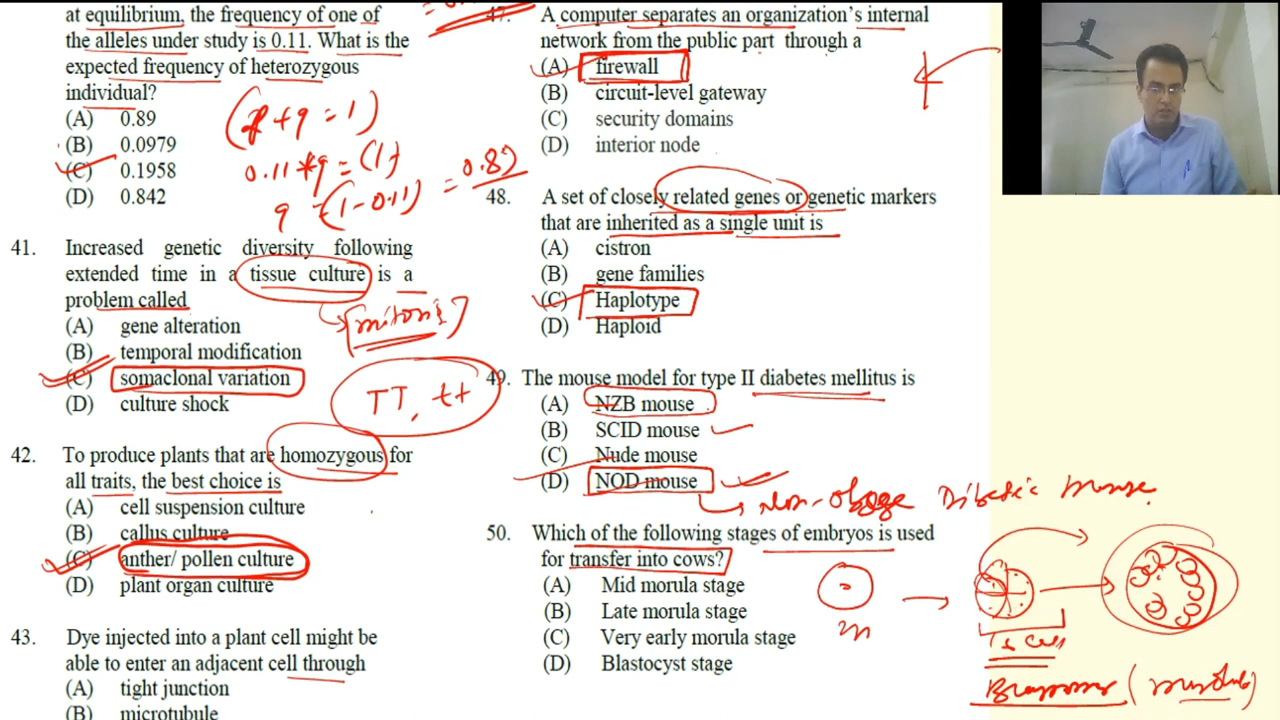 at equilibrium, the frequency of one of
the alleles under study is 0.11. What is the
expected frequency of heterozygous
individual?
(A) 0.89
(B) 0.0979
(C) 0.1958
(D) 0.842
+ q = 1)
0.11 + q = (1)
q = (1 - 0.11) = 0.89
41. Increased genetic diversity following
extended time in a tissue culture is a
problem called
(A) gene alteration
(B) temporal modification
(C) somaclonal variation
(D) culture shock
TT, tt
42. To produce plants that are homozygous for
all traits, the best choice is
(A) cell suspension culture
(B) callus culture
(C) anther/ pollen culture
(D) plant organ culture
43. Dye injected into a plant cell might be
able to enter an adjacent cell through
(A) tight junction
(B) microtubule
47. A computer separates an organization's internal
network from the public part through a
(A) firewall
(B) circuit-level gateway
(C) security domains
(D) interior node
48. A set of closely related genes or genetic markers
that are inherited as a single unit is
(A) cistron
(B) gene families
(C) Haplotype
(D) Haploid
49. The mouse model for type II diabetes mellitus is
(A) NZB mouse
(B) SCID mouse
(C) Nude mouse
(D) NOD mouse
Non-obese Dibetic mouse
50. Which of the following stages of embryos is used
for transfer into cows?
(A) Mid morula stage
(B) Late morula stage
(C) Very early morula stage
(D) Blastocyst stage
2n